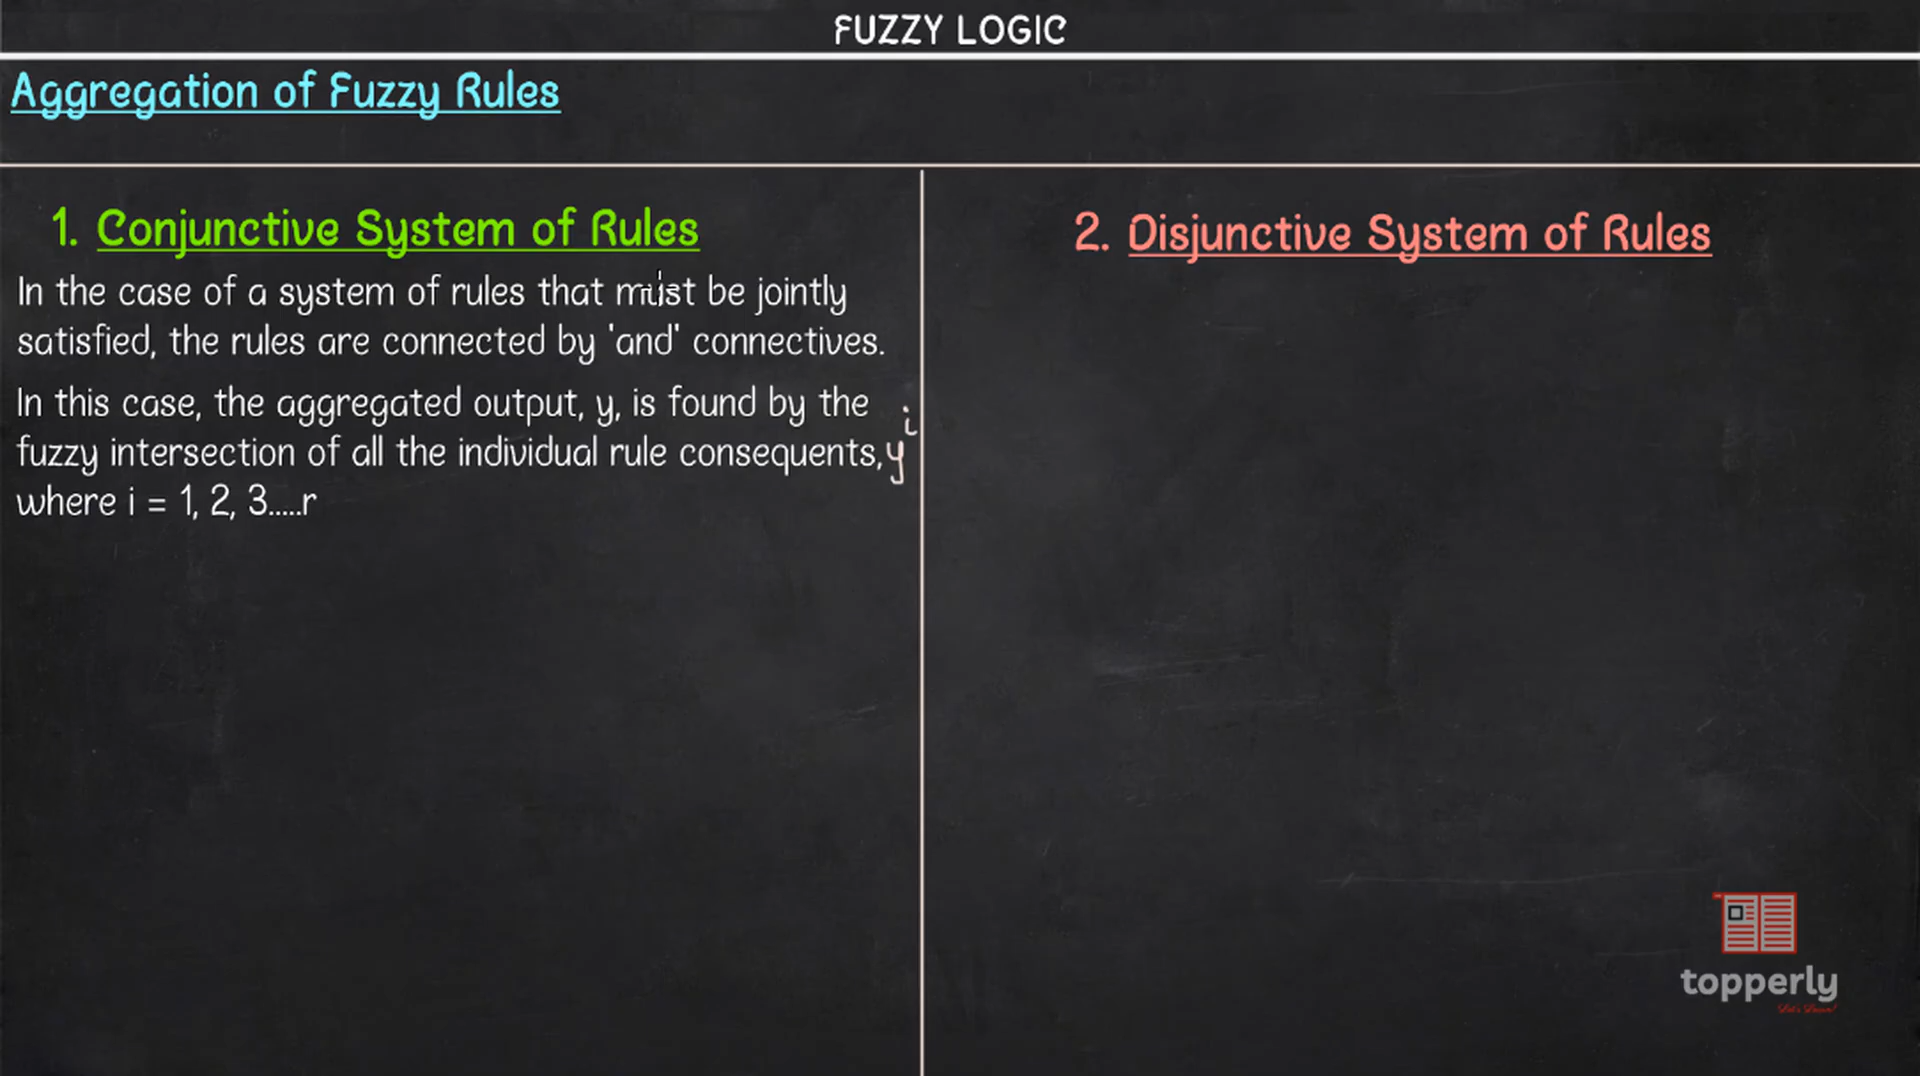 FUZZY LOGIC
Aggregation of Fuzzy Rules
1. Conjunctive System of Rules
In the case of a system of rules that must be jointly
satisfied, the rules are connected by 'and' connectives.
In this case, the aggregated output, y, is found by the
fuzzy intersection of all the individual rule consequents, y^i
where i = 1, 2, 3.....r
2. Disjunctive System of Rules
topperly
Let's Learn!